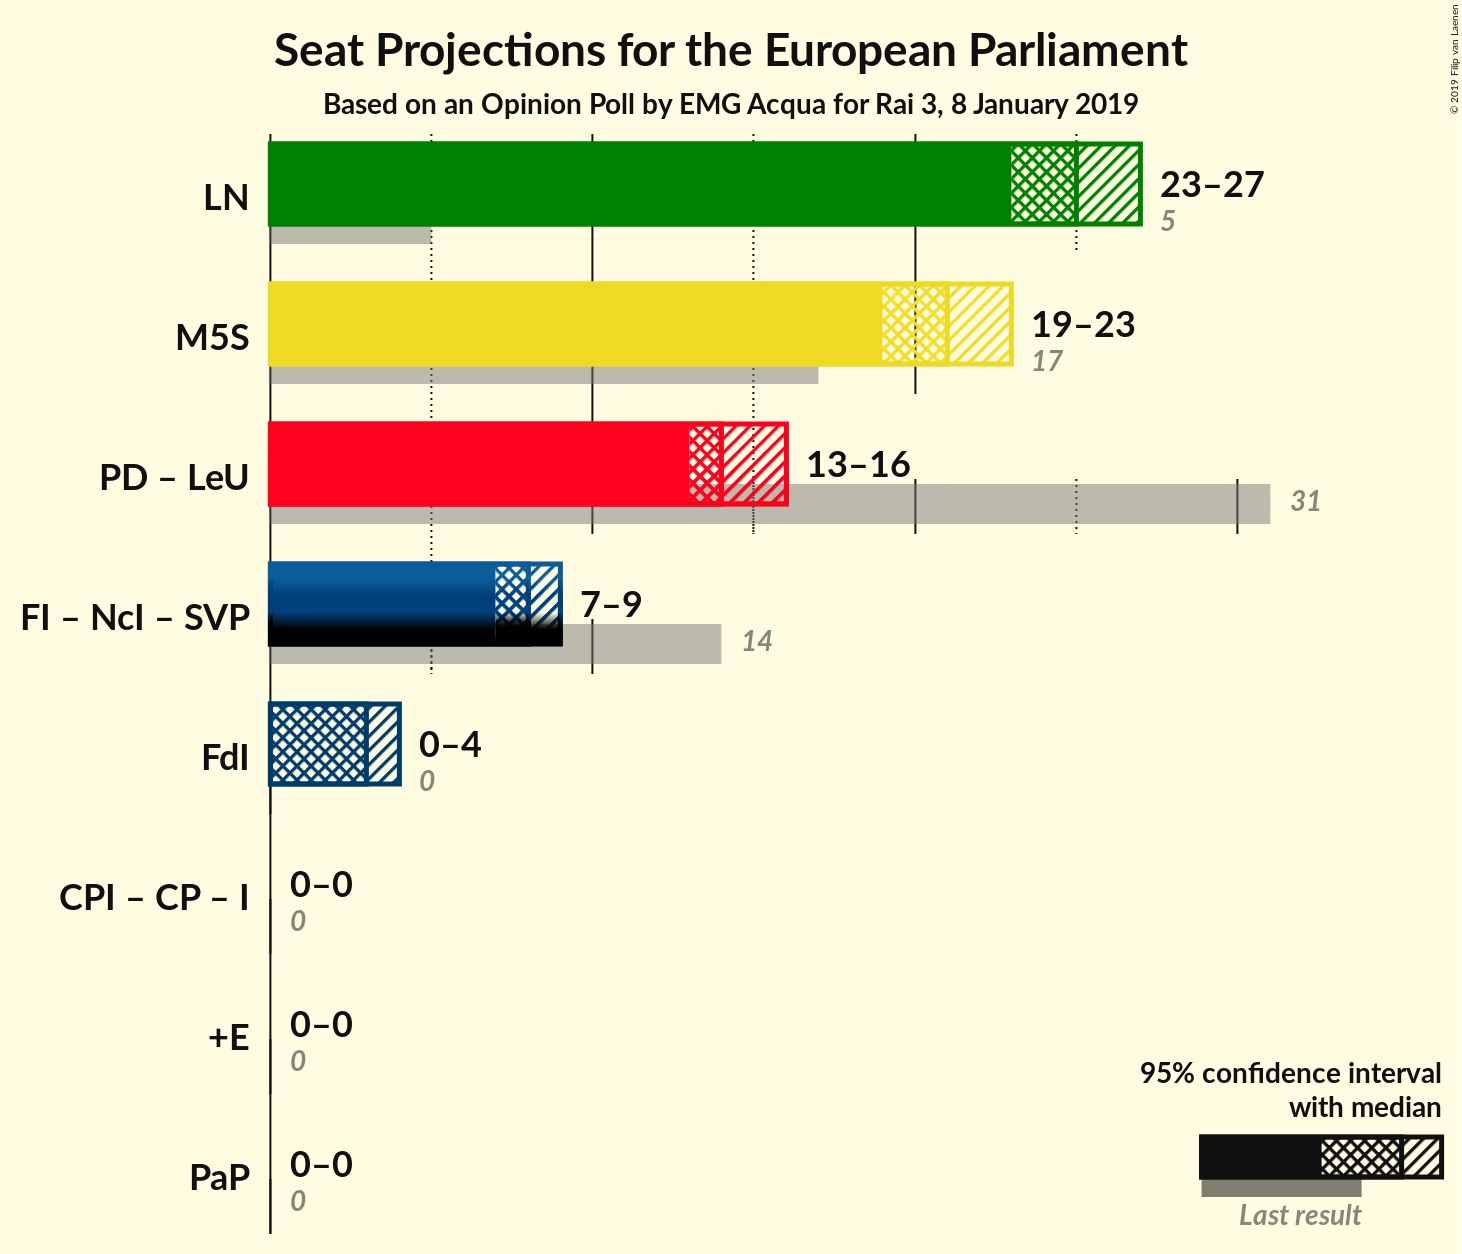 Seat Projections for the European Parliament
Based on an Opinion Poll by EMG Acqua for Rai 3, 8 January 2019
© 2019 Filip van Laenen
LN
23–27
5
M5S
19–23
17
PD – LeU
13–16
31
FI – NcI – SVP
7–9
14
FdI
0–4
0
CPI – CP – I
0–0
0
+E
0–0
0
PaP
0–0
0
95% confidence interval
with median
Last result